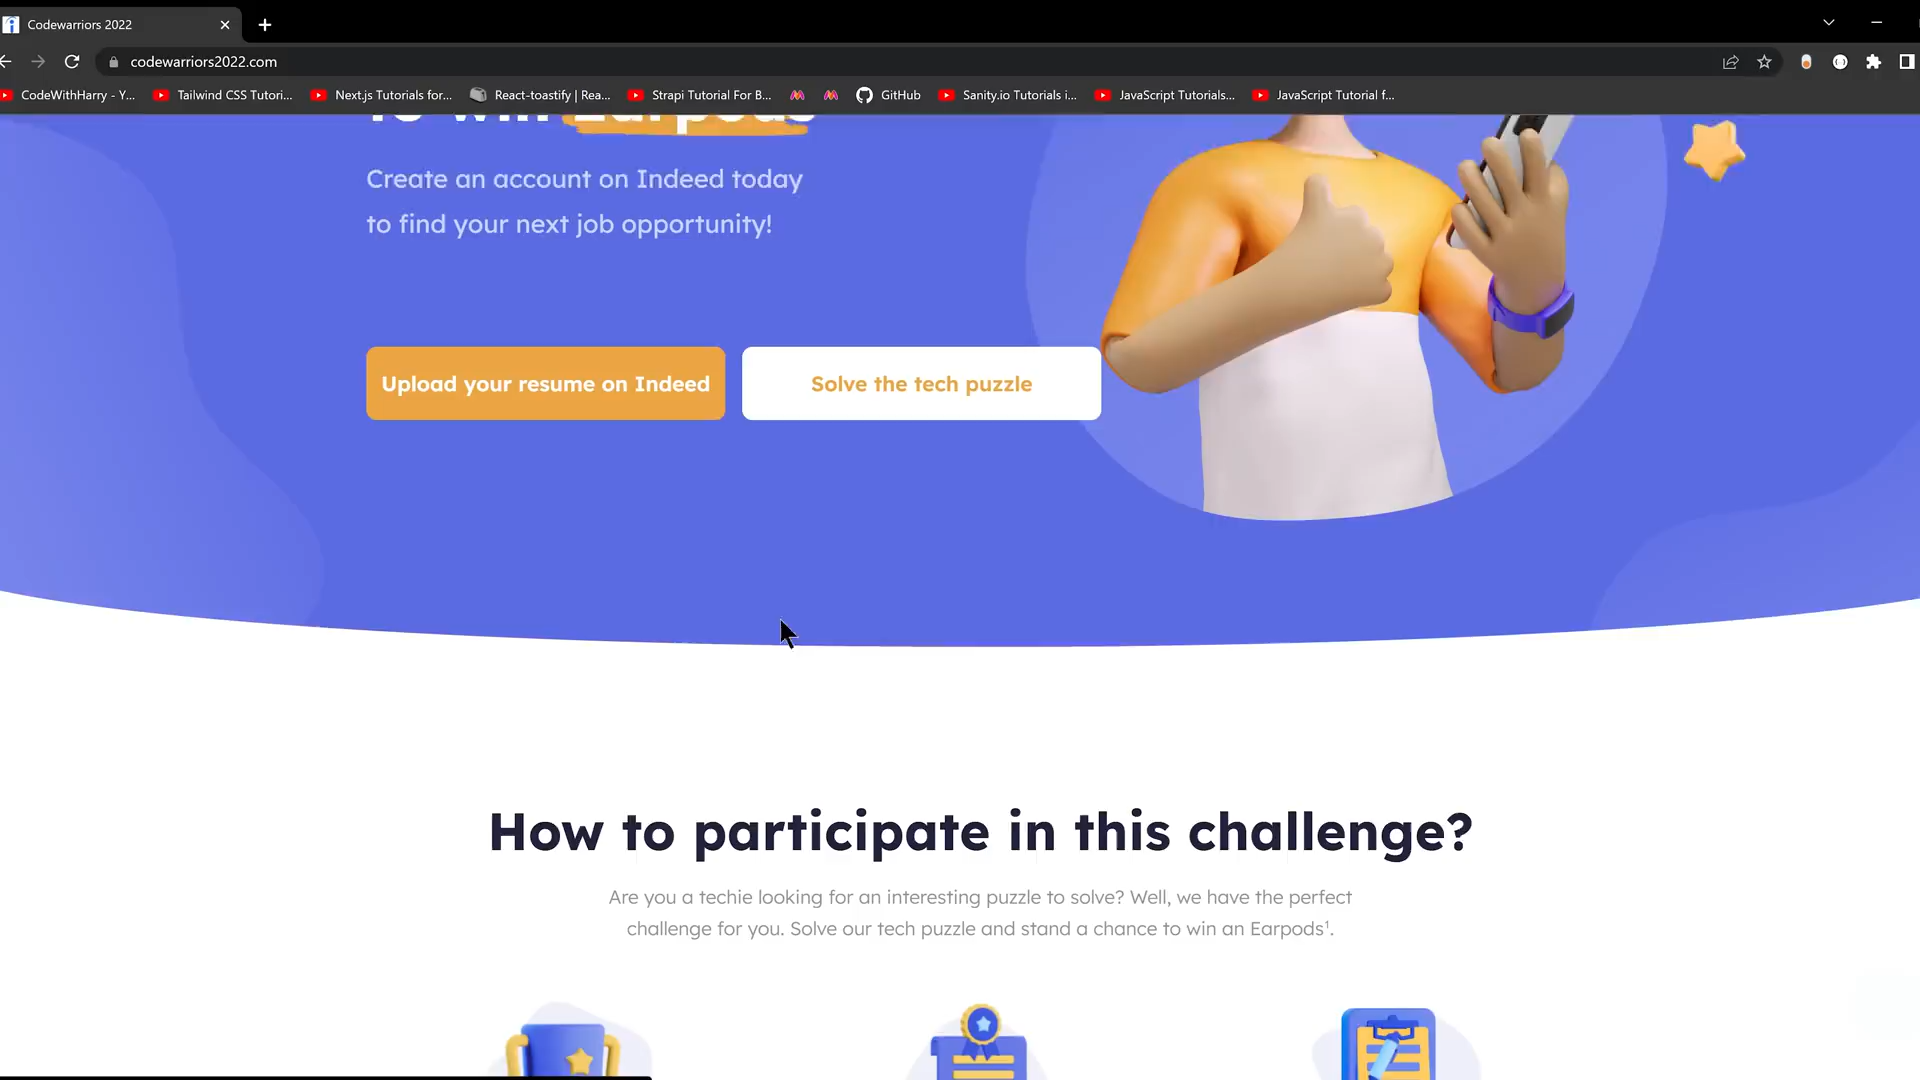 Codewarriors 2022
codewarriors2022.com
CodeWithHarry - Y...
Tailwind CSS Tutori...
Next.js Tutorials for...
React-toastify | Rea...
Strapi Tutorial For B...
GitHub
Sanity.io Tutorials i...
JavaScript Tutorials...
JavaScript Tutorial f...
To win Earpods
Create an account on Indeed today
to find your next job opportunity!
Upload your resume on Indeed
Solve the tech puzzle
How to participate in this challenge?
Are you a techie looking for an interesting puzzle to solve? Well, we have the perfect
challenge for you. Solve our tech puzzle and stand a chance to win an Earpods¹.